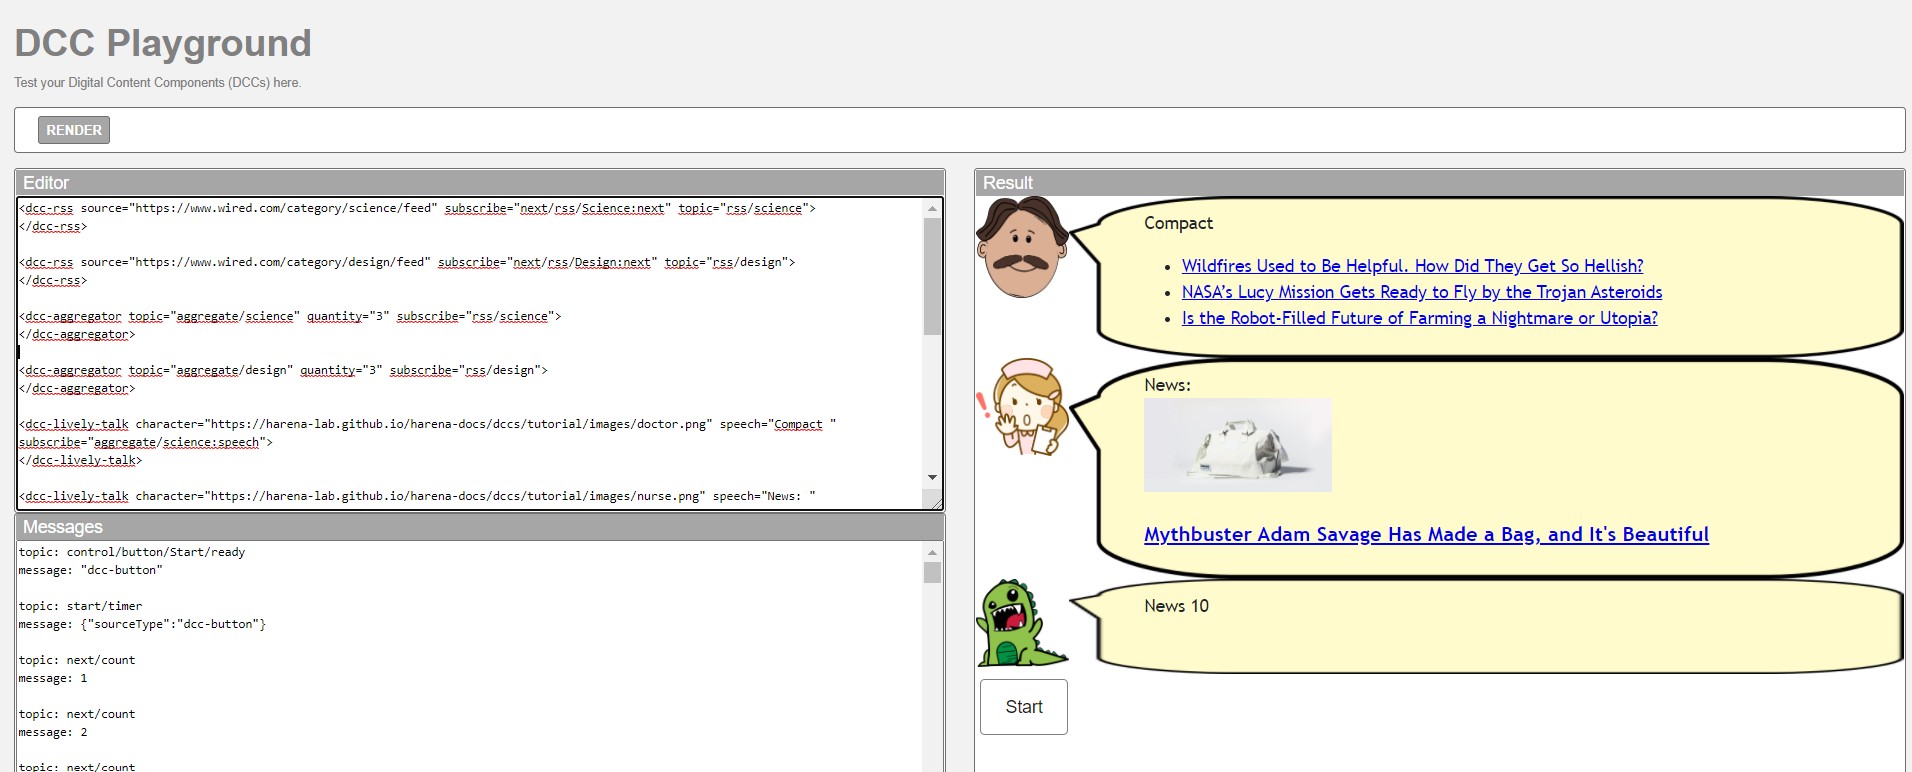 DCC Playground
Test your Digital Content Components (DCCs) here.
RENDER
Editor
<dcc-rss source="https://www.wired.com/category/science/feed" subscribe="next/rss/Science:next" topic="rss/science">
</dcc-rss>
<dcc-rss source="https://www.wired.com/category/design/feed" subscribe="next/rss/Design:next" topic="rss/design">
</dcc-rss>
<dcc-aggregator topic="aggregate/science" quantity="3" subscribe="rss/science">
</dcc-aggregator>
<dcc-aggregator topic="aggregate/design" quantity="3" subscribe="rss/design">
</dcc-aggregator>
<dcc-lively-talk character="https://harena-lab.github.io/harena-docs/dccs/tutorial/images/doctor.png" speech="Compact "
subscribe="aggregate/science:speech">
</dcc-lively-talk>
<dcc-lively-talk character="https://harena-lab.github.io/harena-docs/dccs/tutorial/images/nurse.png" speech="News: "
Messages
topic: control/button/Start/ready
message: "dcc-button"
topic: start/timer
message: {"sourceType":"dcc-button"}
topic: next/count
message: 1
topic: next/count
message: 2
topic: next/count
Result
Compact
• Wildfires Used to Be Helpful. How Did They Get So Hellish?
• NASA’s Lucy Mission Gets Ready to Fly by the Trojan Asteroids
• Is the Robot-Filled Future of Farming a Nightmare or Utopia?
News:
Mythbuster Adam Savage Has Made a Bag, and It's Beautiful
News 10
Start